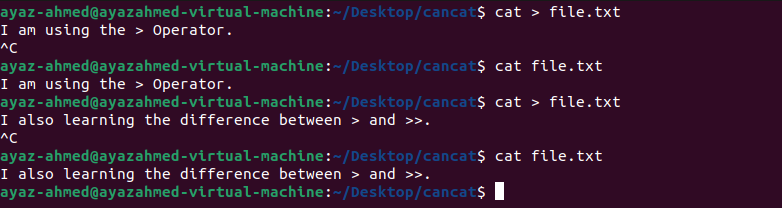 ayaz-ahmed@ayazahmed-virtual-machine:~/Desktop/cancat$ cat > file.txt
I am using the > Operator.
^C
ayaz-ahmed@ayazahmed-virtual-machine:~/Desktop/cancat$ cat file.txt
I am using the > Operator.
ayaz-ahmed@ayazahmed-virtual-machine:~/Desktop/cancat$ cat > file.txt
I also learning the difference between > and >>.
^C
ayaz-ahmed@ayazahmed-virtual-machine:~/Desktop/cancat$ cat file.txt
I also learning the difference between > and >>.
ayaz-ahmed@ayazahmed-virtual-machine:~/Desktop/cancat$